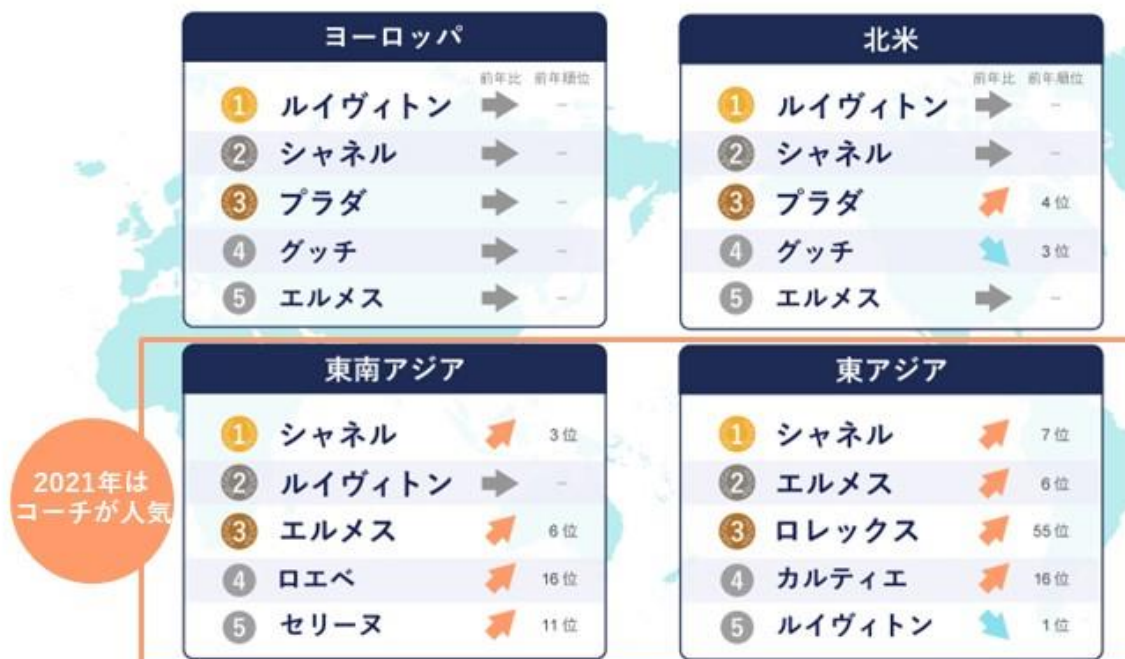 ヨーロッパ
前年比 前年順位
1 ルイヴィトン –
2 シャネル –
3 プラダ –
4 グッチ –
5 エルメス –
北米
前年比 前年順位
1 ルイヴィトン –
2 シャネル –
3 プラダ 4位
4 グッチ 3位
5 エルメス –
2021年は
コーチが人気
東南アジア
1 シャネル 3位
2 ルイヴィトン –
3 エルメス 6位
4 ロエベ 16位
5 セリーヌ 11位
東アジア
1 シャネル 7位
2 エルメス 6位
3 ロレックス 55位
4 カルティエ 16位
5 ルイヴィトン 1位